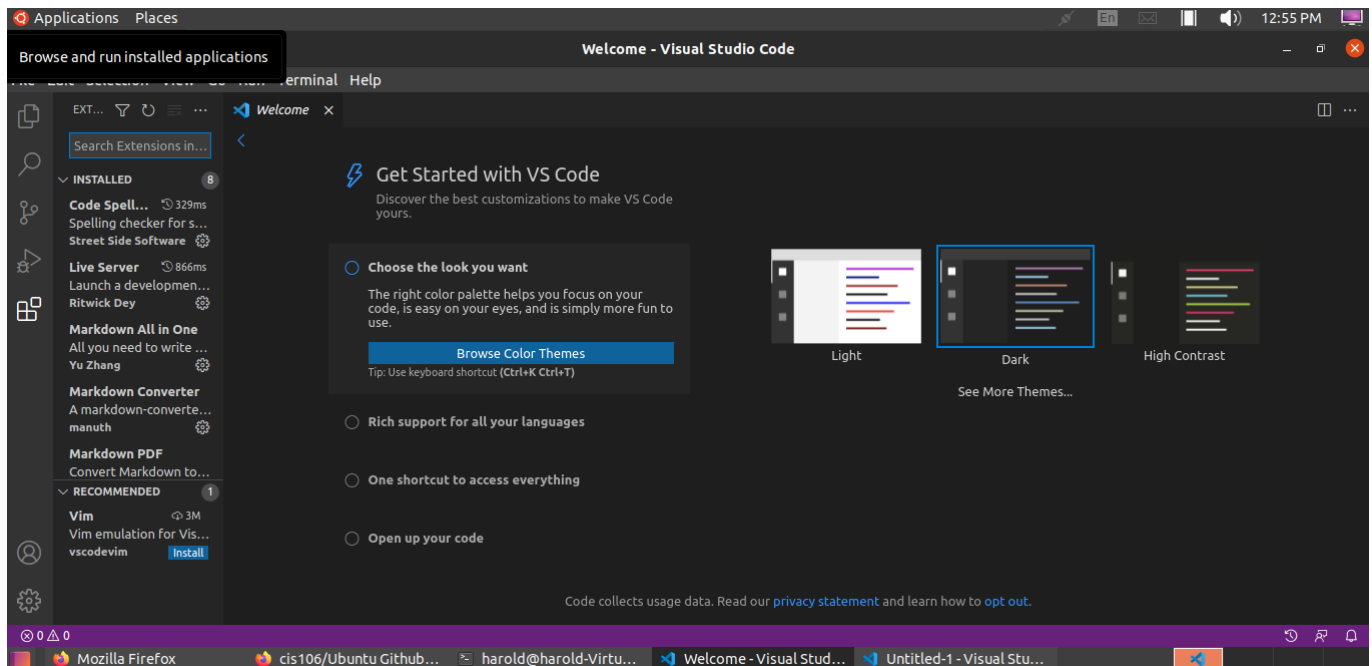 Applications Places
En
12:55 PM
Browse and run installed applications
Welcome - Visual Studio Code
Terminal Help
EXT...
Welcome
Search Extensions in...
INSTALLED 8
Code Spell... 329ms
Spelling checker for s...
Street Side Software
Live Server 866ms
Launch a developmen...
Ritwick Dey
Markdown All in One
All you need to write ...
Yu Zhang
Markdown Converter
A markdown-converte...
manuth
Markdown PDF
Convert Markdown to...
RECOMMENDED 1
Vim 3M
Vim emulation for Vis...
vscodevim Install
Get Started with VS Code
Discover the best customizations to make VS Code
yours.
Choose the look you want
The right color palette helps you focus on your
code, is easy on your eyes, and is simply more fun to
use.
Browse Color Themes
Tip: Use keyboard shortcut (Ctrl+K Ctrl+T)
Rich support for all your languages
One shortcut to access everything
Open up your code
Light
Dark
High Contrast
See More Themes...
Code collects usage data. Read our privacy statement and learn how to opt out.
0 0
Mozilla Firefox
cis106/Ubuntu Github...
harold@harold-Virtu...
Welcome - Visual Stud...
Untitled-1 - Visual Stu...